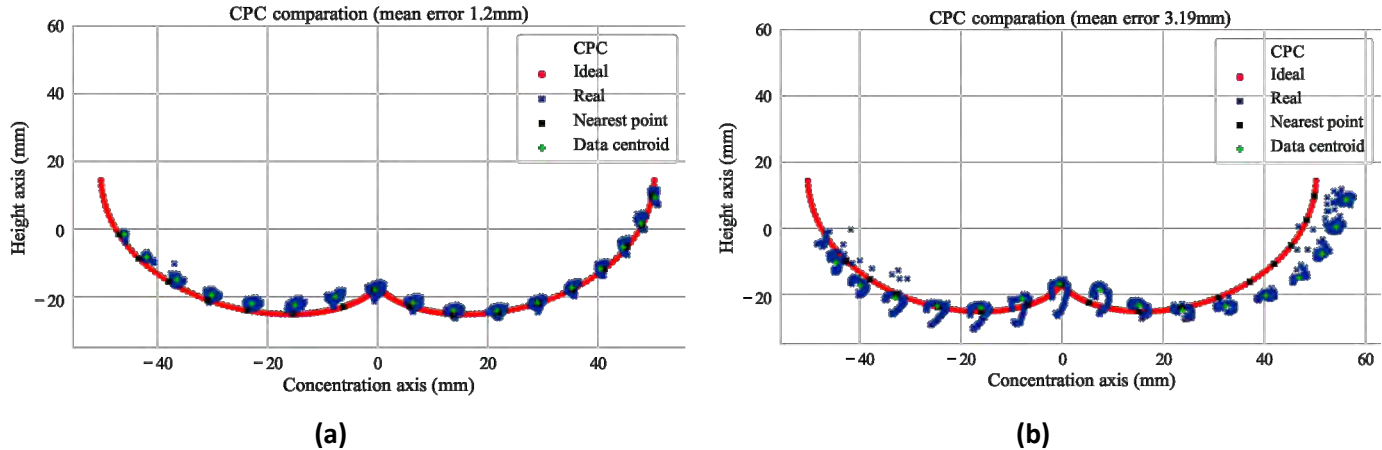 CPC comparation (mean error 1.2mm)
60
40
20
0
−20
Height axis (mm)
CPC
Ideal
Real
Nearest point
Data centroid
−40
−20
0
20
40
Concentration axis (mm)
(a)
CPC comparation (mean error 3.19mm)
60
40
20
0
−20
Height axis (mm)
CPC
Ideal
Real
Nearest point
Data centroid
−40
−20
0
20
40
60
Concentration axis (mm)
(b)